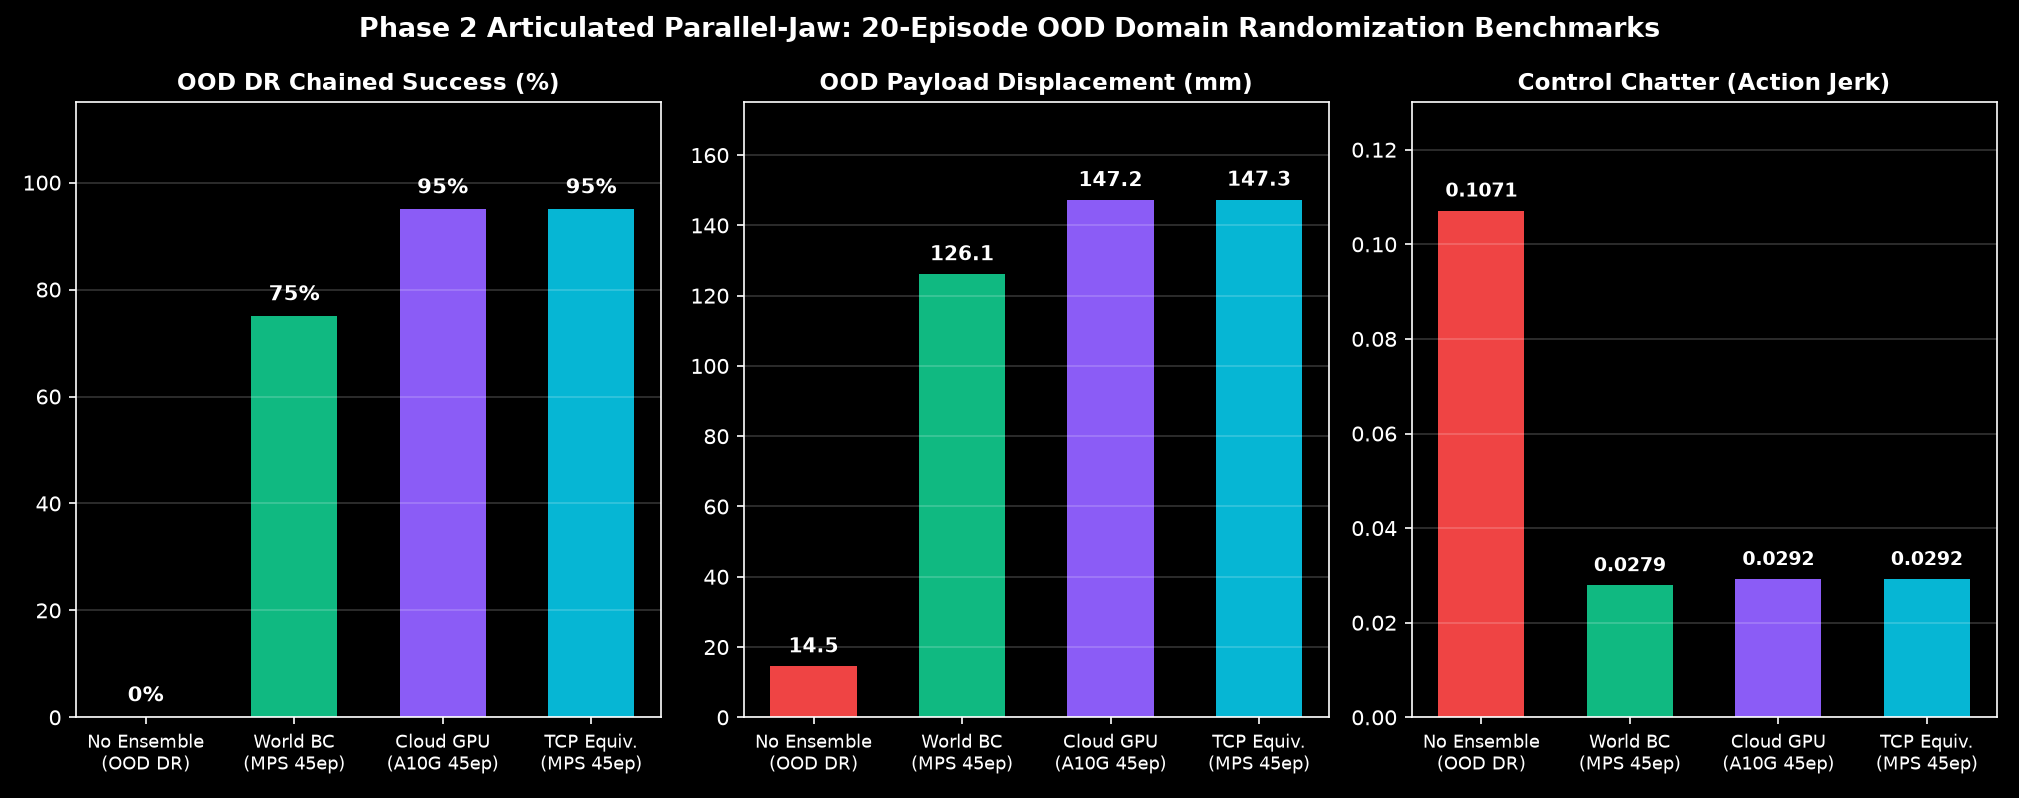 Phase 2 Articulated Parallel-Jaw: 20-Episode OOD Domain Randomization Benchmarks
OOD DR Chained Success (%)
100
80
60
40
20
0
0%
75%
95%
95%
No Ensemble
(OOD DR)
World BC
(MPS 45ep)
Cloud GPU
(A10G 45ep)
TCP Equiv.
(MPS 45ep)
OOD Payload Displacement (mm)
160
140
120
100
80
60
40
20
0
14.5
126.1
147.2
147.3
No Ensemble
(OOD DR)
World BC
(MPS 45ep)
Cloud GPU
(A10G 45ep)
TCP Equiv.
(MPS 45ep)
Control Chatter (Action Jerk)
0.12
0.10
0.08
0.06
0.04
0.02
0.00
0.1071
0.0279
0.0292
0.0292
No Ensemble
(OOD DR)
World BC
(MPS 45ep)
Cloud GPU
(A10G 45ep)
TCP Equiv.
(MPS 45ep)